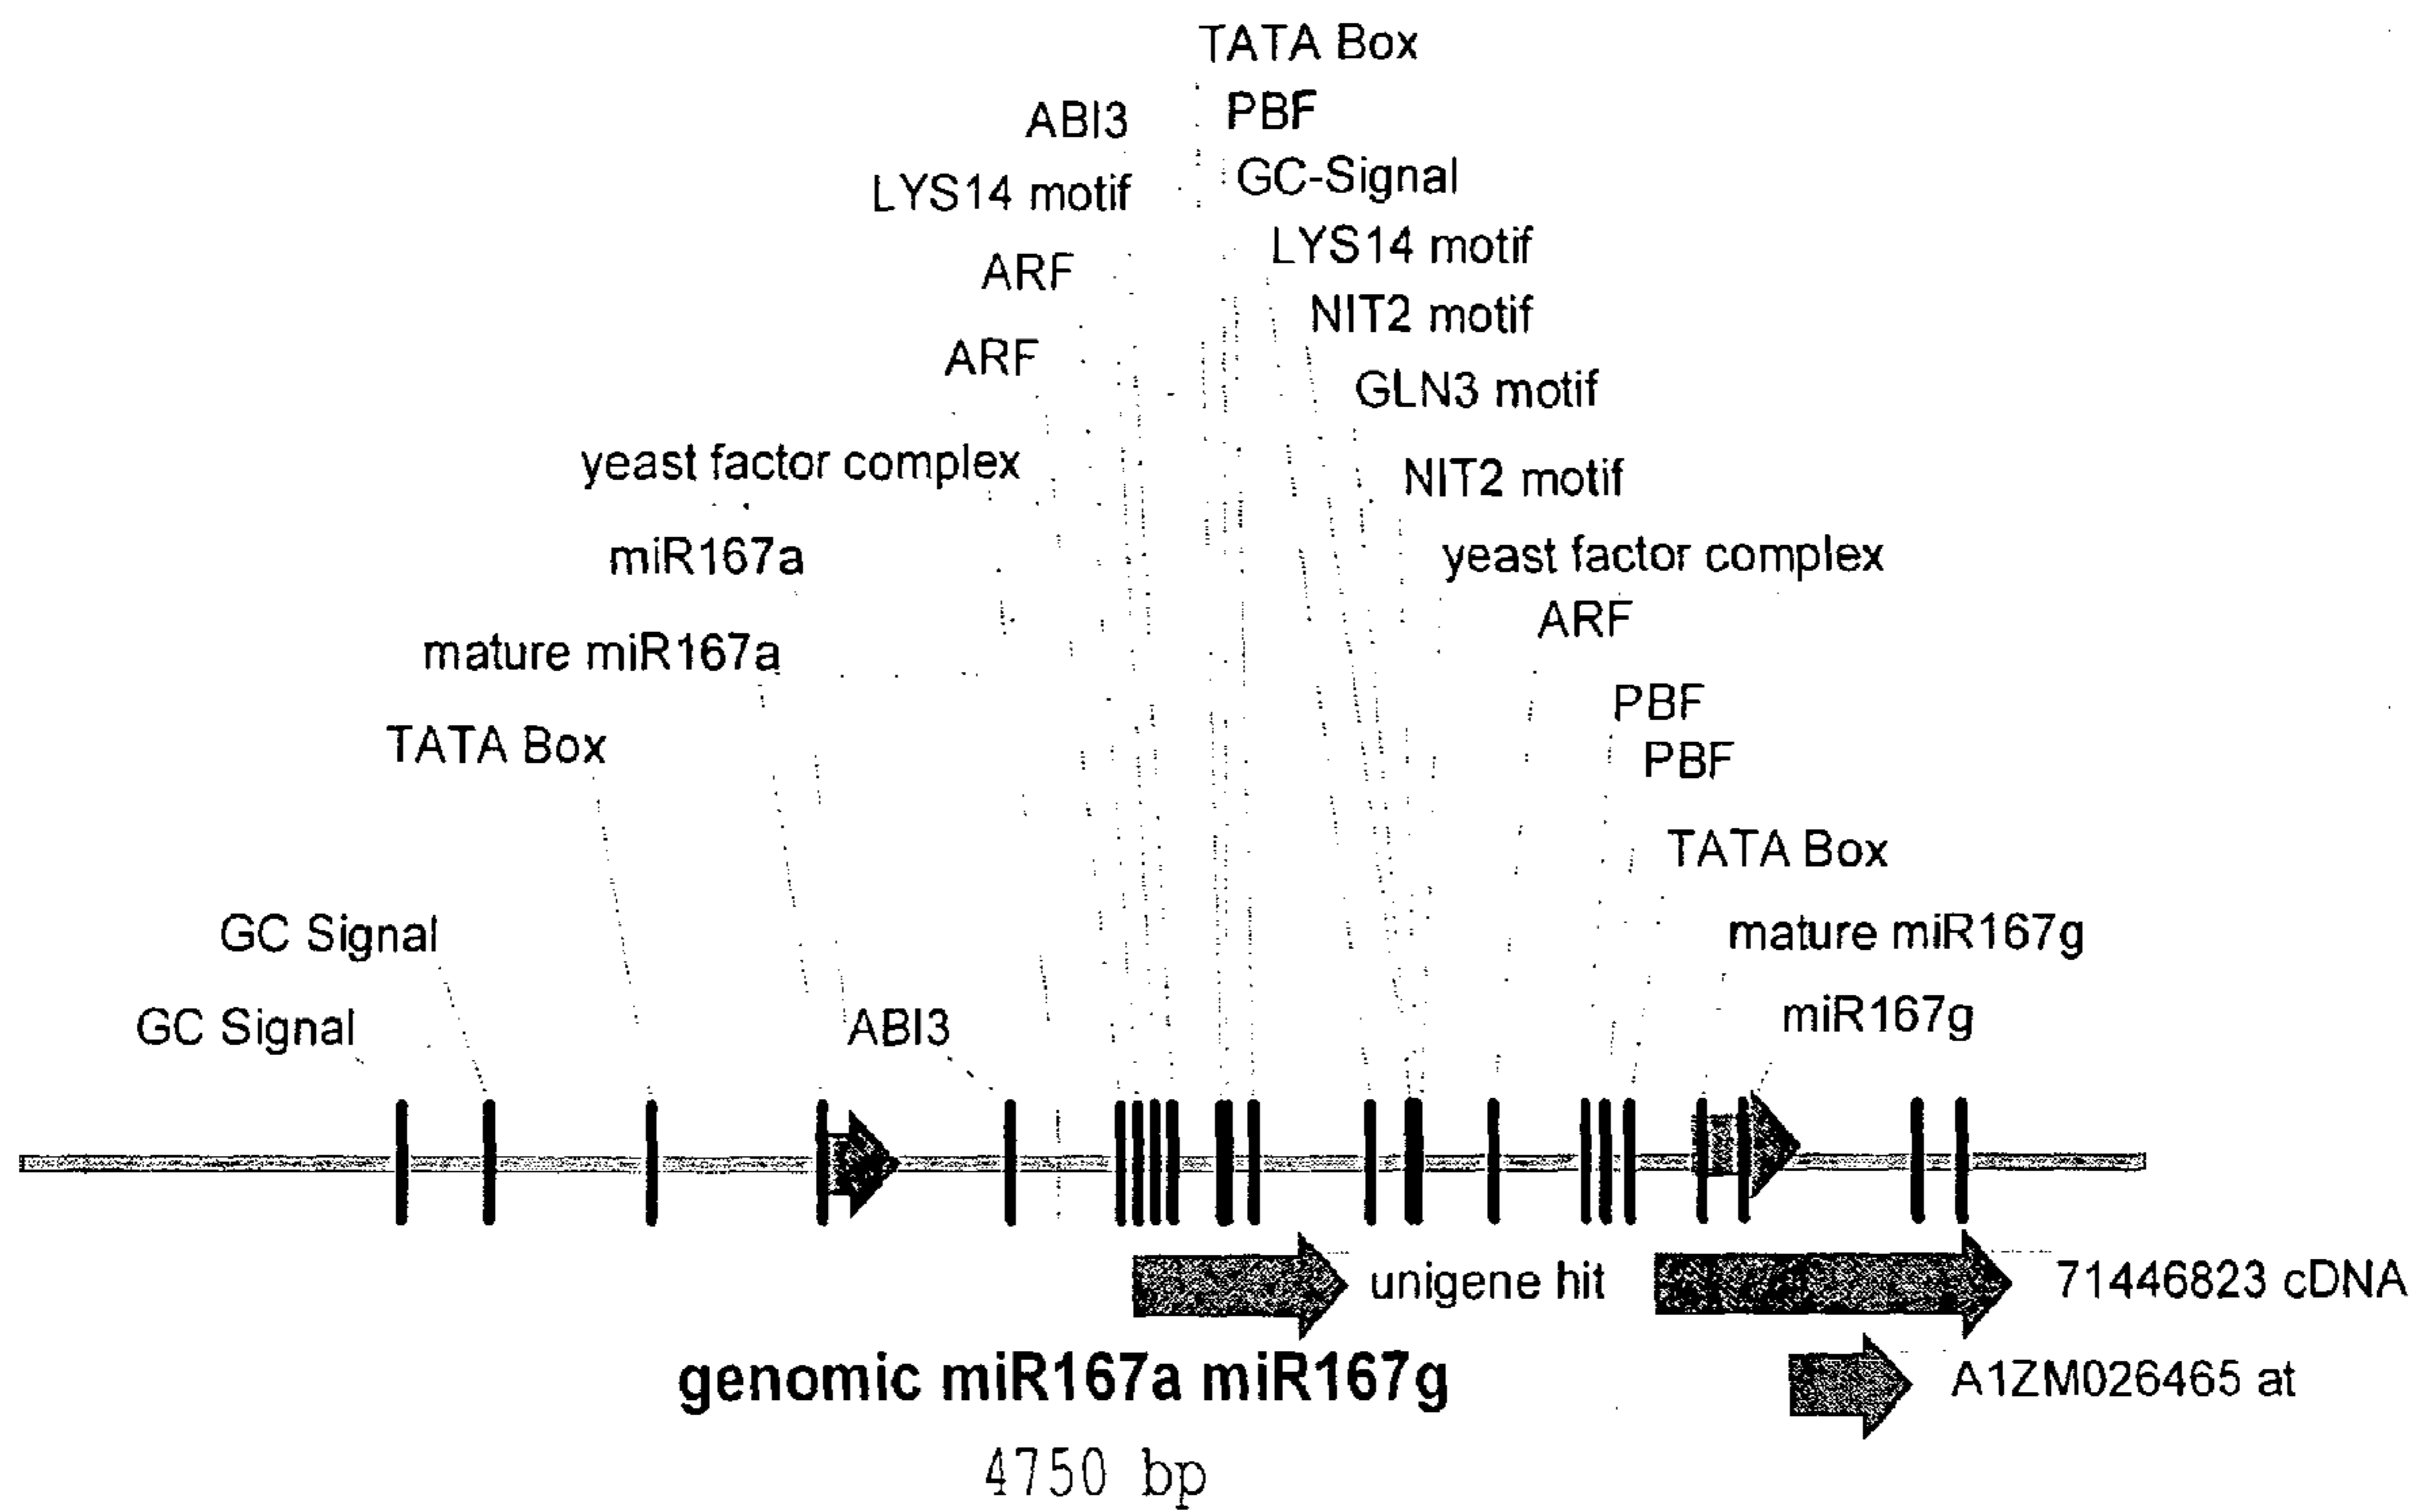 TATA Box
ABI3
PBF
LYS14 motif
GC-Signal
LYS14 motif
ARF
NIT2 motif
ARF
GLN3 motif
yeast factor complex
NIT2 motif
miR167a
yeast factor complex
ARF
mature miR167a
PBF
TATA Box
PBF
TATA Box
GC Signal
mature miR167g
GC Signal
ABI3
miR167g
unigene hit
71446823 cDNA
genomic miR167a miR167g
A1ZM026465 at
4750 bp